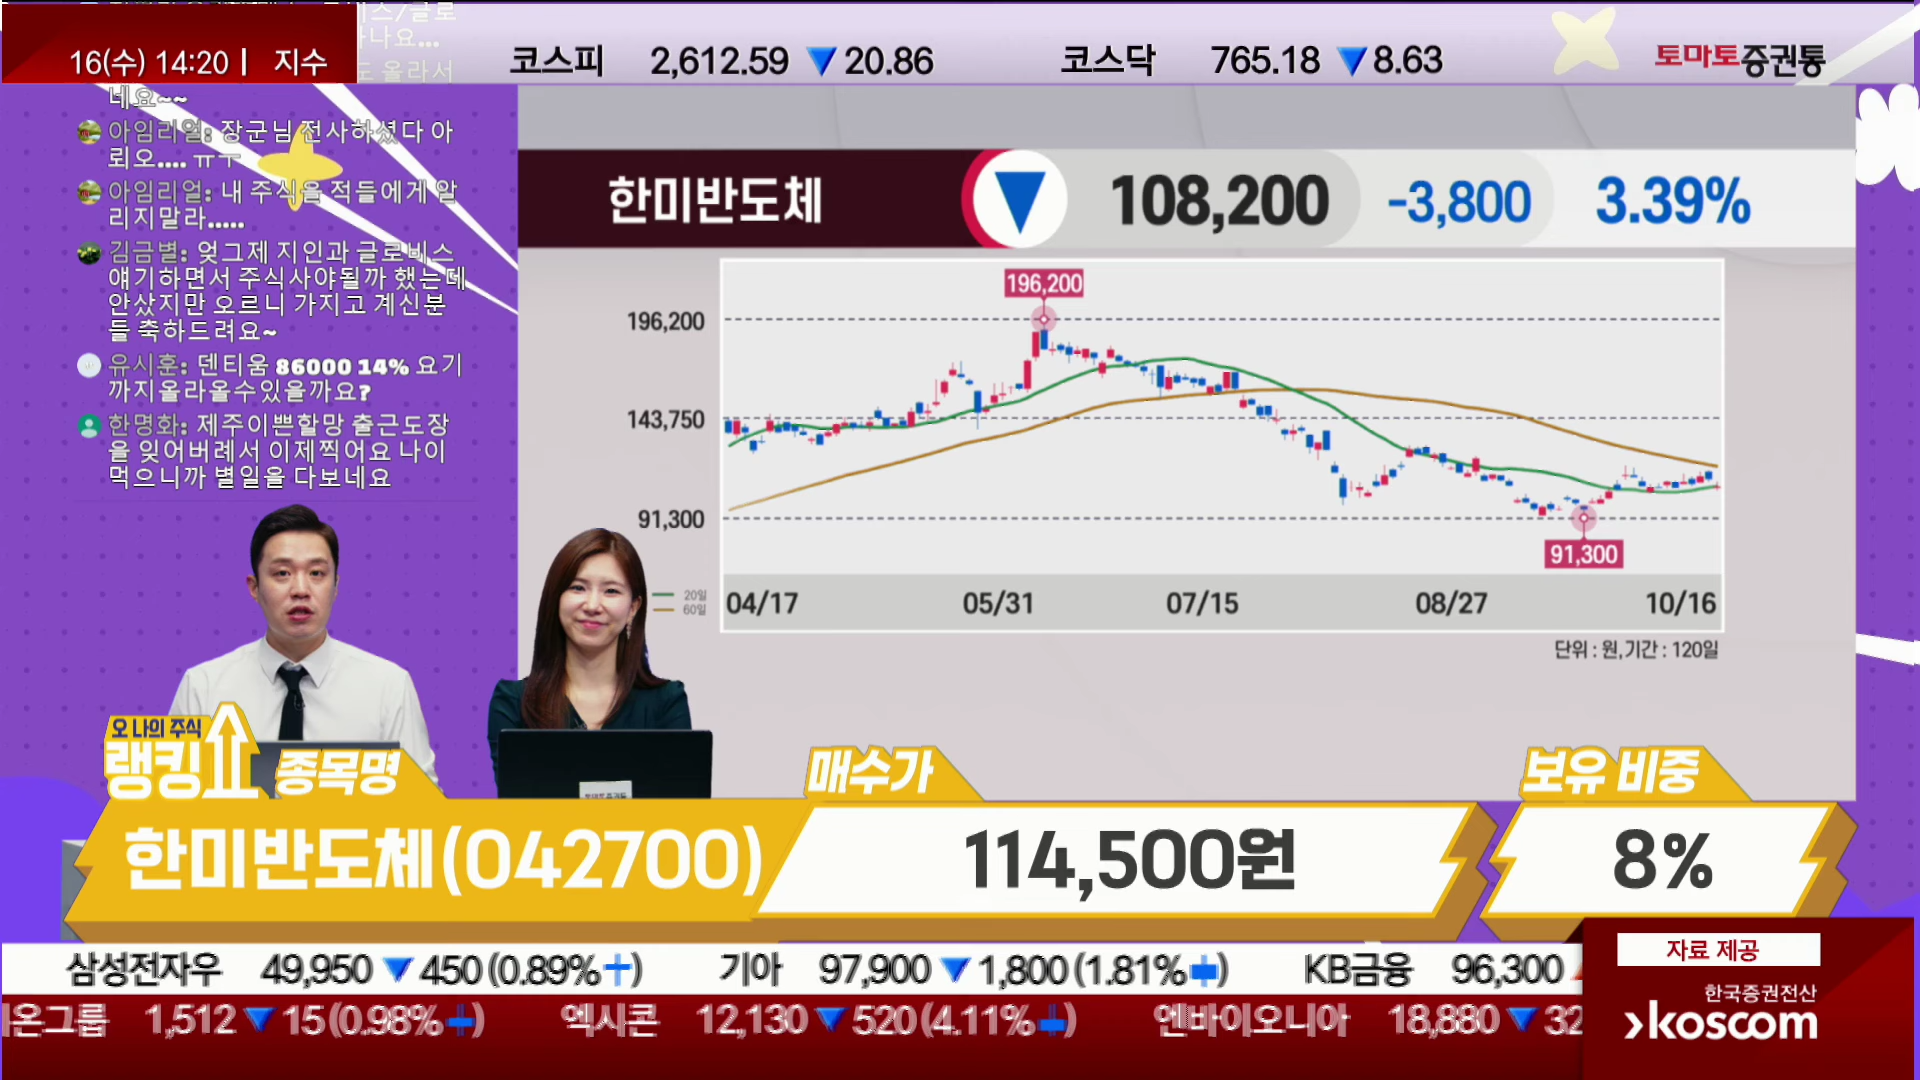 16(수) 14:20 | 지수
코스피 2,612.59 ▼ 20.86
코스닥 765.18 ▼ 8.63
토마토증권통
네요~~
아임리얼: 장군님 전사하셨다 아
뢰오.... ㅠㅜ
아임리얼: 내 주식을 적들에게 알
리지말라.....
김금별: 엊그제 지인과 글로비스
얘기하면서 주식사야될까 했는데
안샀지만 오르니 가지고 계신분
들 축하드려요~
유시훈: 덴티움 86000 14% 요기
까지올라올수있을까요?
한명화: 제주이쁜할망 출근도장
을 잊어버례서 이제찍어요 나이
먹으니까 별일을 다보네요
한미반도체 ▼ 108,200 -3,800 3.39%
196,200
196,200
143,750
91,300
91,300
20일
60일
04/17 05/31 07/15 08/27 10/16
단위 : 원, 기간 : 120일
오 나의 주식
랭킹
종목명 매수가 보유 비중
한미반도체(042700) 114,500원 8%
삼성전자우 49,950 ▼ 450 (0.89%) 기아 97,900 ▼ 1,800 (1.81%) KB금융 96,300
온그룹 1,512 ▼ 15 (0.98%) 엑시콘 12,130 ▼ 520 (4.11%) 엔바이오니아 18,880 ▼ 32
자료 제공
한국증권전산
koscom